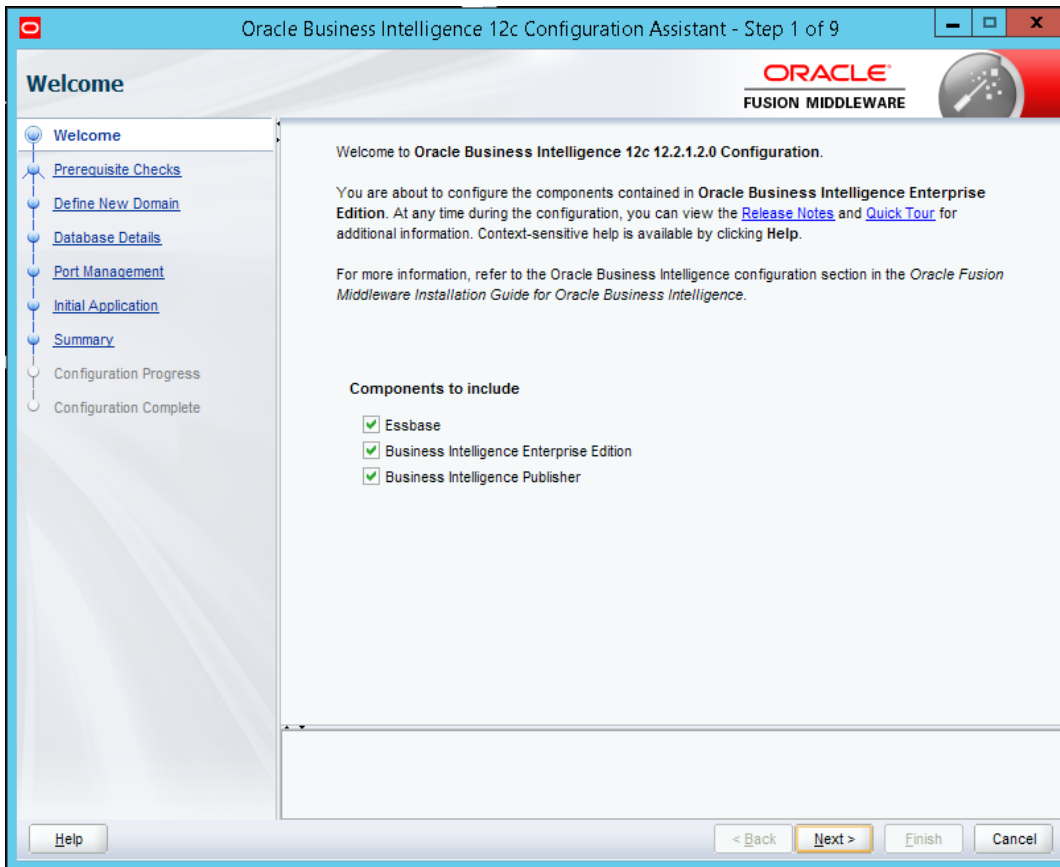 Oracle Business Intelligence 12c Configuration Assistant - Step 1 of 9
Welcome
ORACLE
FUSION MIDDLEWARE
Welcome
Prerequisite Checks
Define New Domain
Database Details
Port Management
Initial Application
Summary
Configuration Progress
Configuration Complete
Welcome to Oracle Business Intelligence 12c 12.2.1.2.0 Configuration.
You are about to configure the components contained in Oracle Business Intelligence Enterprise
Edition. At any time during the configuration, you can view the Release Notes and Quick Tour for
additional information. Context-sensitive help is available by clicking Help.
For more information, refer to the Oracle Business Intelligence configuration section in the Oracle Fusion
Middleware Installation Guide for Oracle Business Intelligence.
Components to include
Essbase
Business Intelligence Enterprise Edition
Business Intelligence Publisher
Help
< Back
Next >
Finish
Cancel